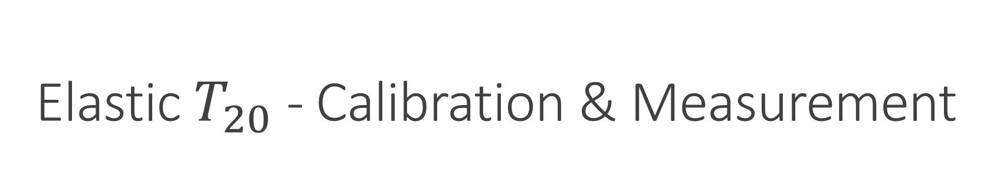 Elastic T₂₀ - Calibration & Measurement